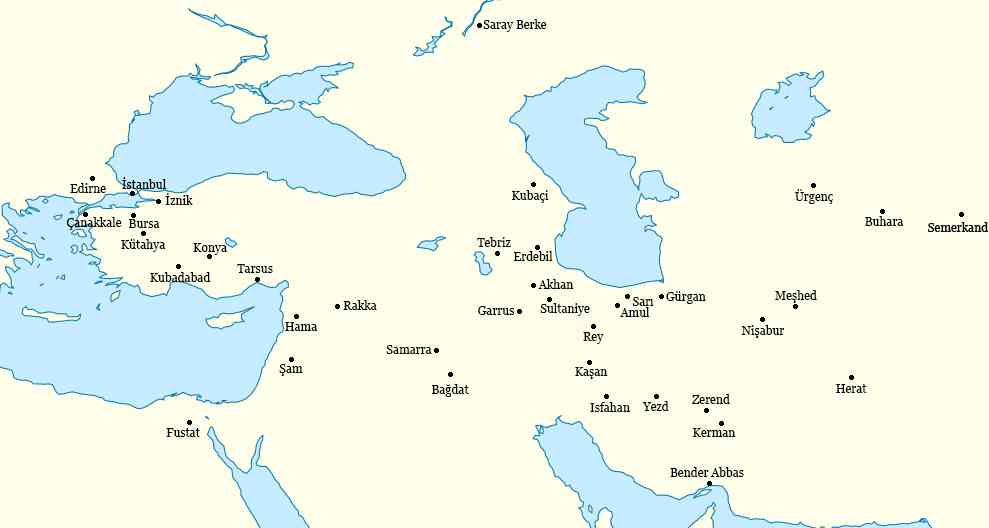 Saray Berke
Edirne
İstanbul
İznik
Çanakkale
Bursa
Kütahya
Konya
Kubadabad
Tarsus
Kubaçi
Ürgenç
Buhara
Semerkand
Tebriz
Erdebil
Akhan
Sultaniye
Garrus
Sarı
Gürgan
Amul
Rey
Meşhed
Nişabur
Rakka
Hama
Şam
Samarra
Bağdat
Kaşan
Isfahan
Yezd
Zerend
Kerman
Herat
Fustat
Bender Abbas